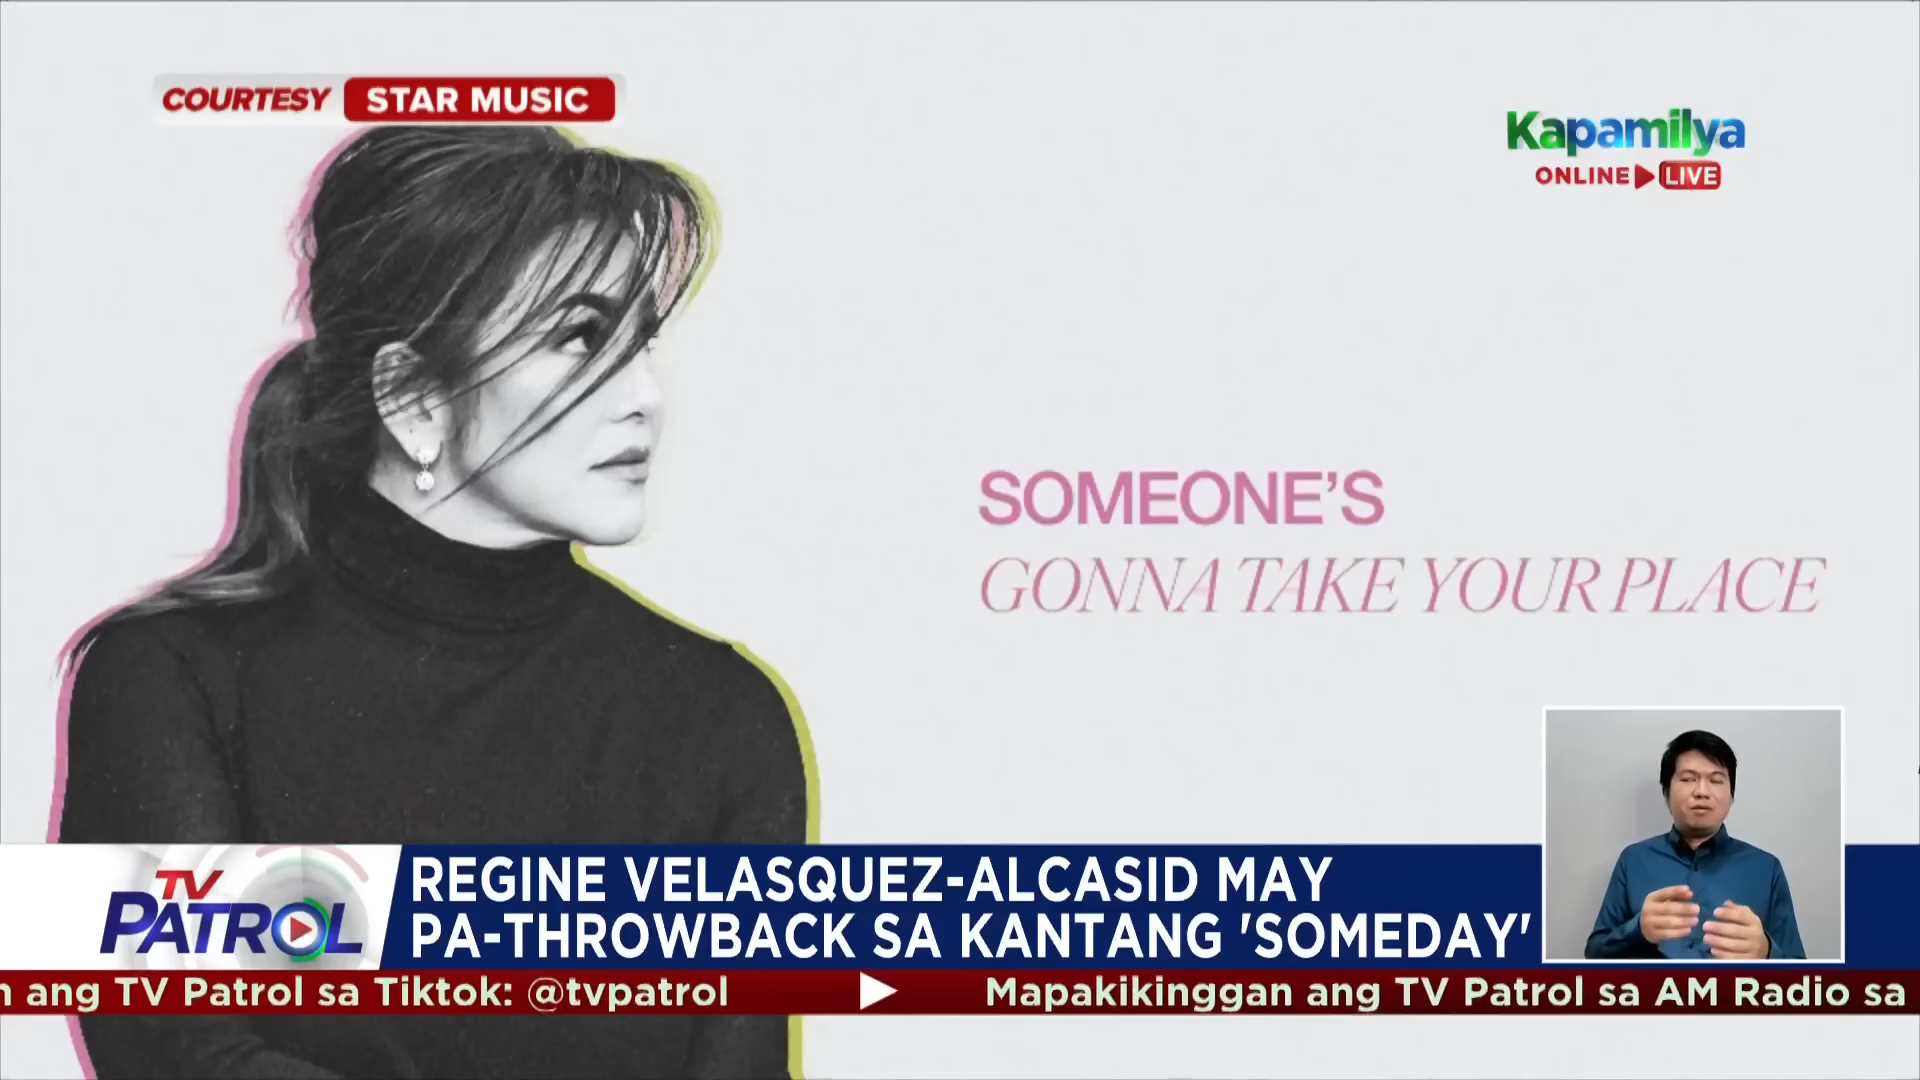 COURTESY STAR MUSIC
Kapamilya
ONLINE LIVE
SOMEONE'S
GONNA TAKE YOUR PLACE
TV
PATROL
REGINE VELASQUEZ-ALCASID MAY
PA-THROWBACK SA KANTANG 'SOMEDAY'
ang TV Patrol sa Tiktok: @tvpatrol Mapakikinggan ang TV Patrol sa AM Radio sa